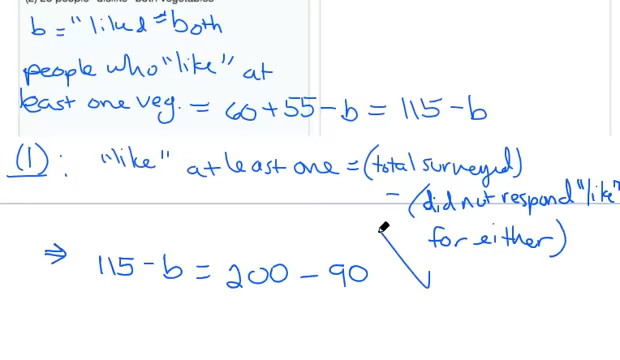 b = "liked" = both
people who "like" at
least one veg. = 60 + 55 - b = 115 - b
(1) : "like" at least one = (total surveyed)
- (did not respond "like"
for either)
⇒ 115 - b = 200 - 90